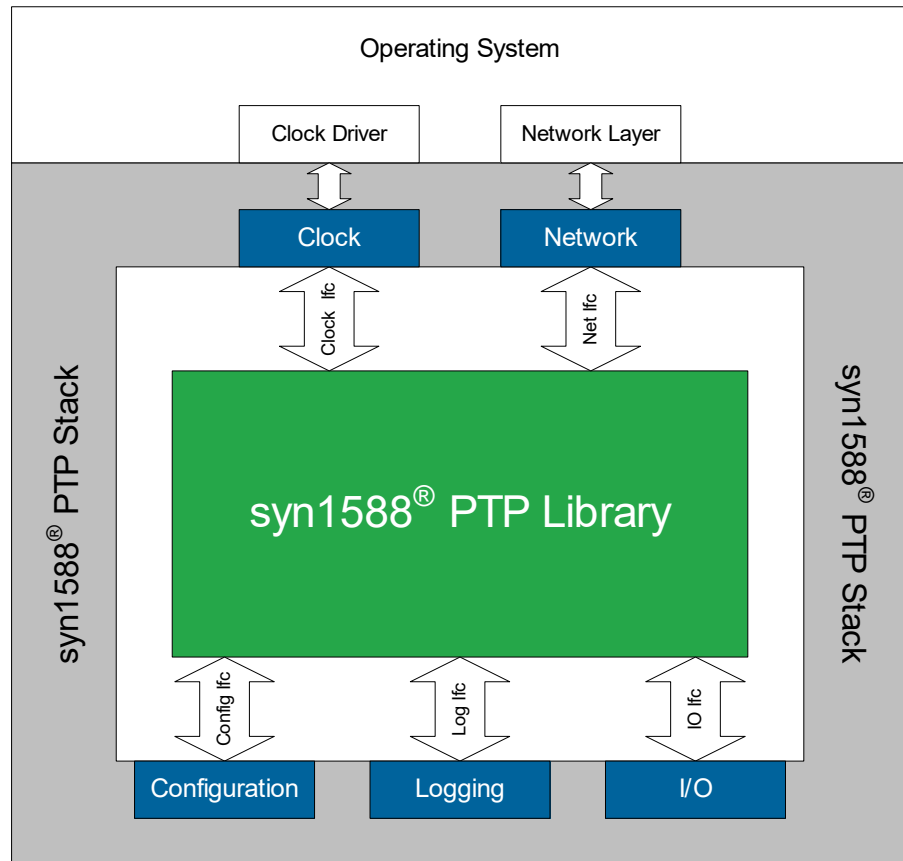 Operating System
Clock Driver
Network Layer
Clock
Network
Clock Ifc
Net Ifc
syn1588® PTP Stack
syn1588® PTP Library
syn1588® PTP Stack
Config Ifc
Log Ifc
IO Ifc
Configuration
Logging
I/O